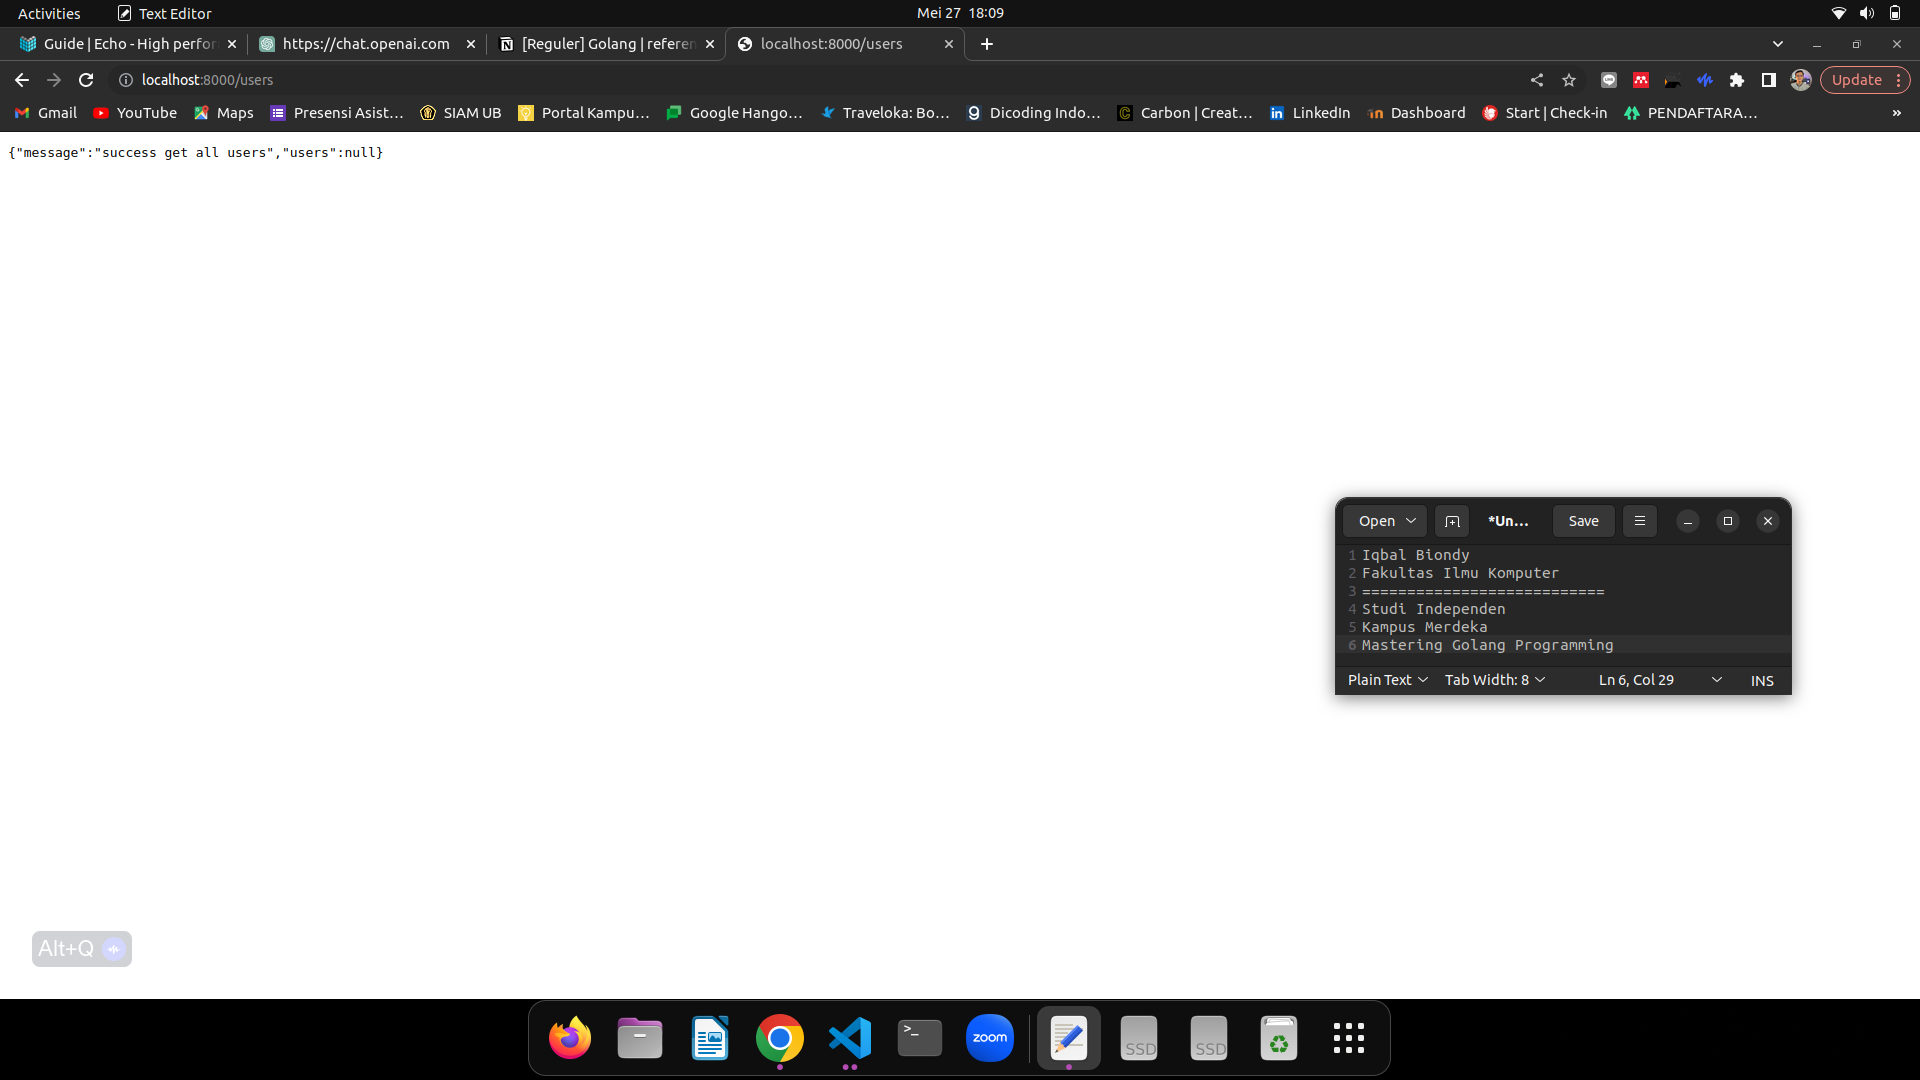 Activities
Text Editor
Mei 27 18:09
Guide | Echo - High perfor
https://chat.openai.com
[Reguler] Golang | referen
localhost:8000/users
localhost:8000/users
Update
Gmail
YouTube
Maps
Presensi Asist...
SIAM UB
Portal Kampu...
Google Hango...
Traveloka: Bo...
Dicoding Indo...
Carbon | Creat...
LinkedIn
Dashboard
Start | Check-in
PENDAFTARA...
»
{"message":"success get all users","users":null}
Open
*Un...
Save
1 Iqbal Biondy
2 Fakultas Ilmu Komputer
3 ===========================
4 Studi Independen
5 Kampus Merdeka
6 Mastering Golang Programming
Plain Text
Tab Width: 8
Ln 6, Col 29
INS
Alt+Q
>_
zoom
SSD
SSD